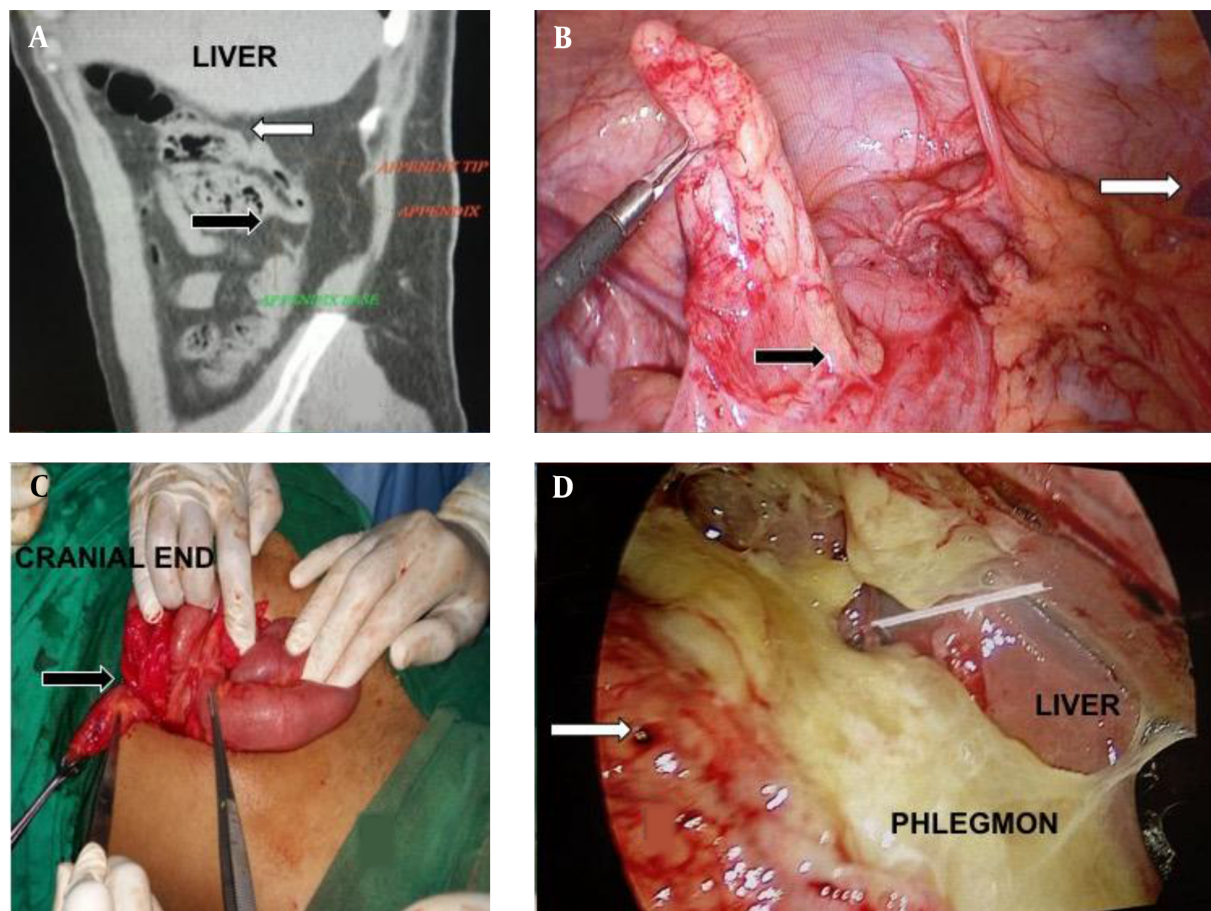 A
LIVER
APPENDIX TIP
APPENDIX
APPENDIX BASE
B
C
CRANIAL END
D
LIVER
PHLEGMON